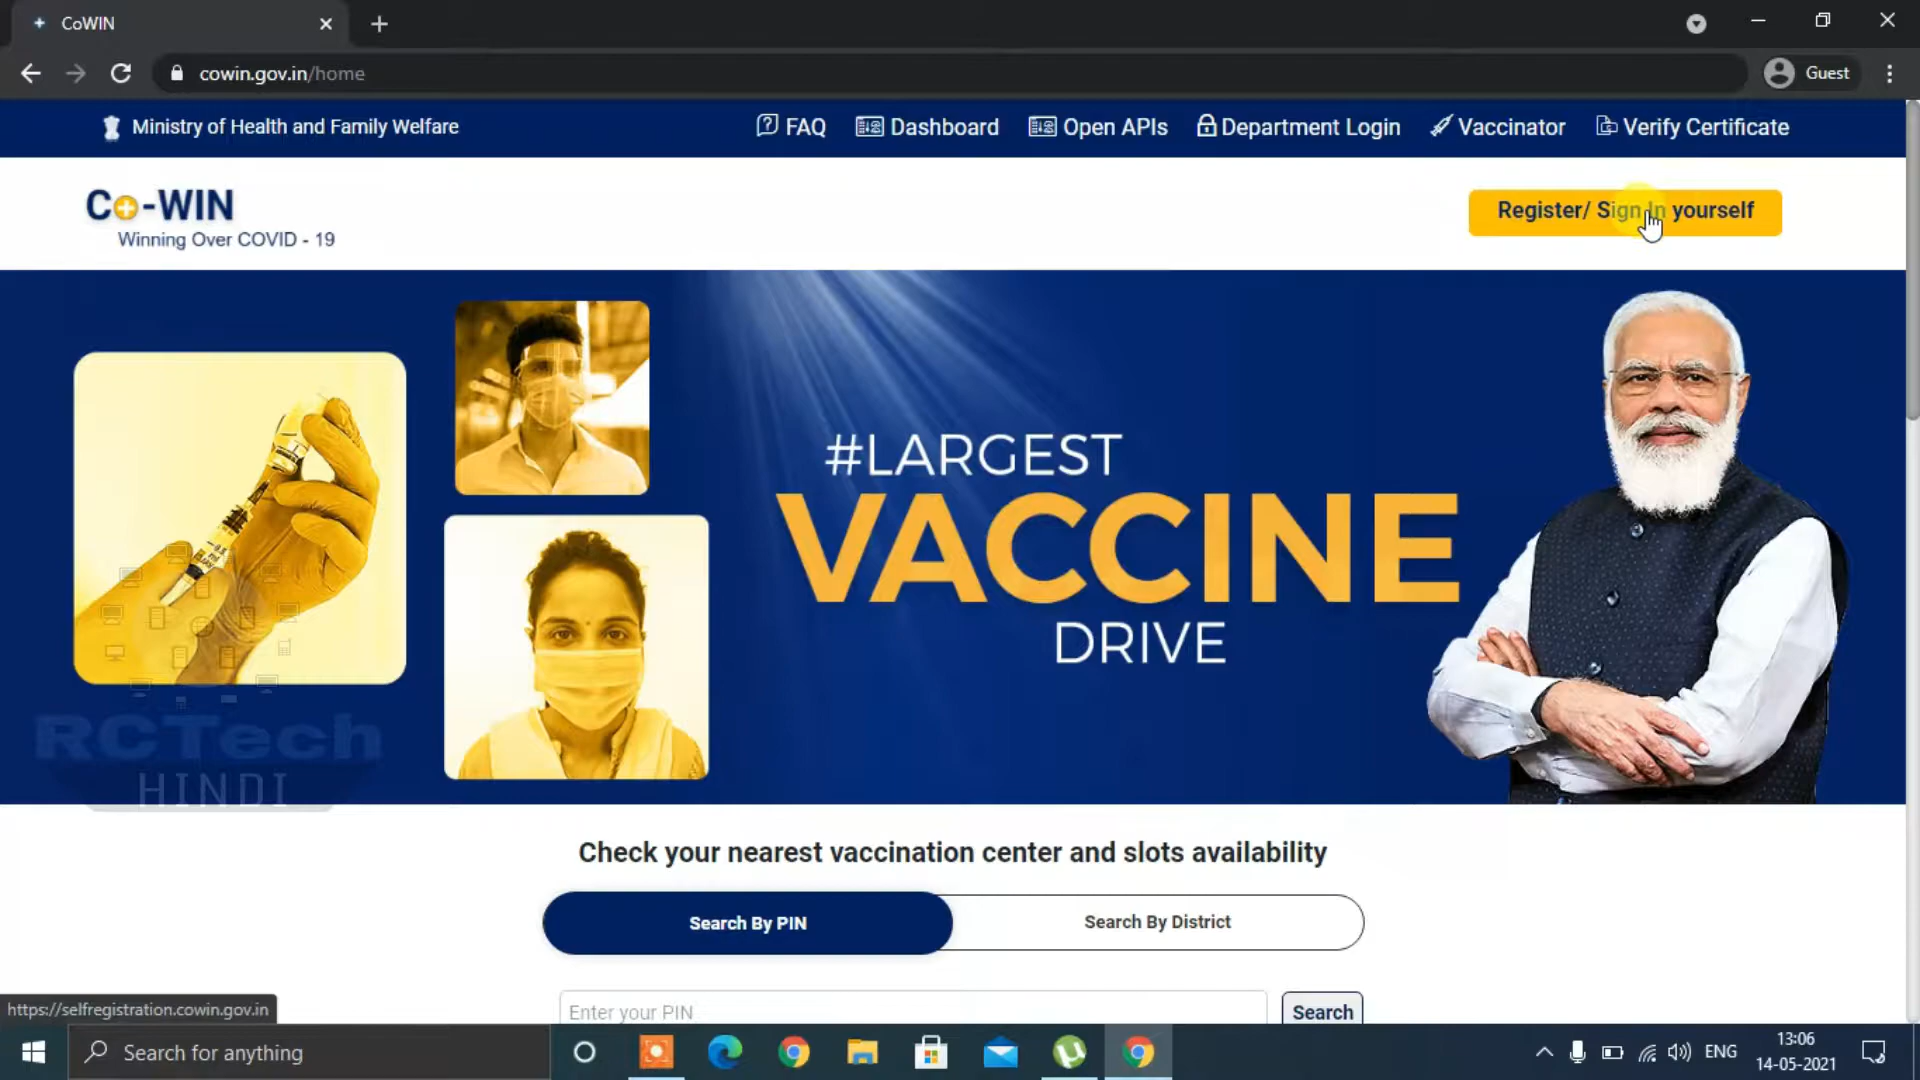 CoWIN
cowin.gov.in/home
Guest
Ministry of Health and Family Welfare
FAQ
Dashboard
Open APIs
Department Login
Vaccinator
Verify Certificate
Co-WIN
Winning Over COVID - 19
Register/ Sign In yourself
#LARGEST
VACCINE
DRIVE
RCTech
HINDI
Check your nearest vaccination center and slots availability
Search By PIN
Search By District
Enter your PIN
Search
https://selfregistration.cowin.gov.in
Search for anything
ENG
13:06
14-05-2021